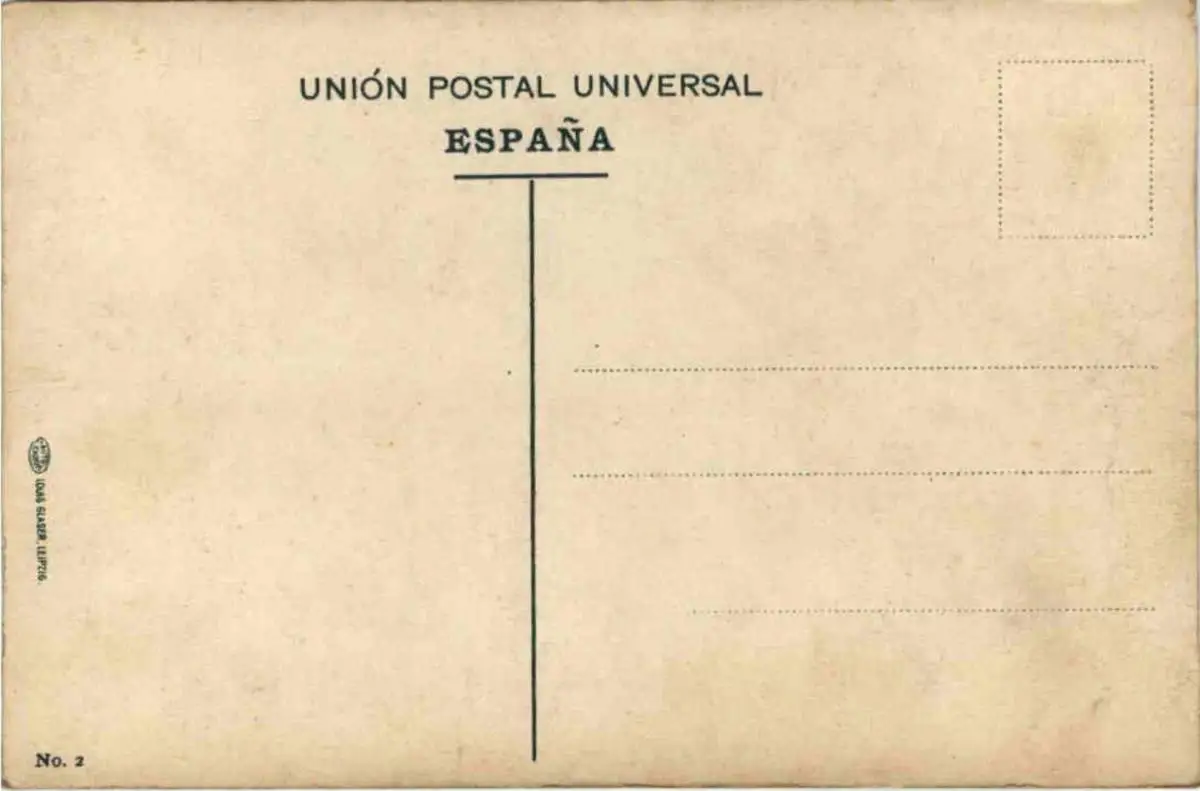 UNIÓN POSTAL UNIVERSAL
ESPAÑA
LOUIS GLASER, LEIPZIG.
No. 2